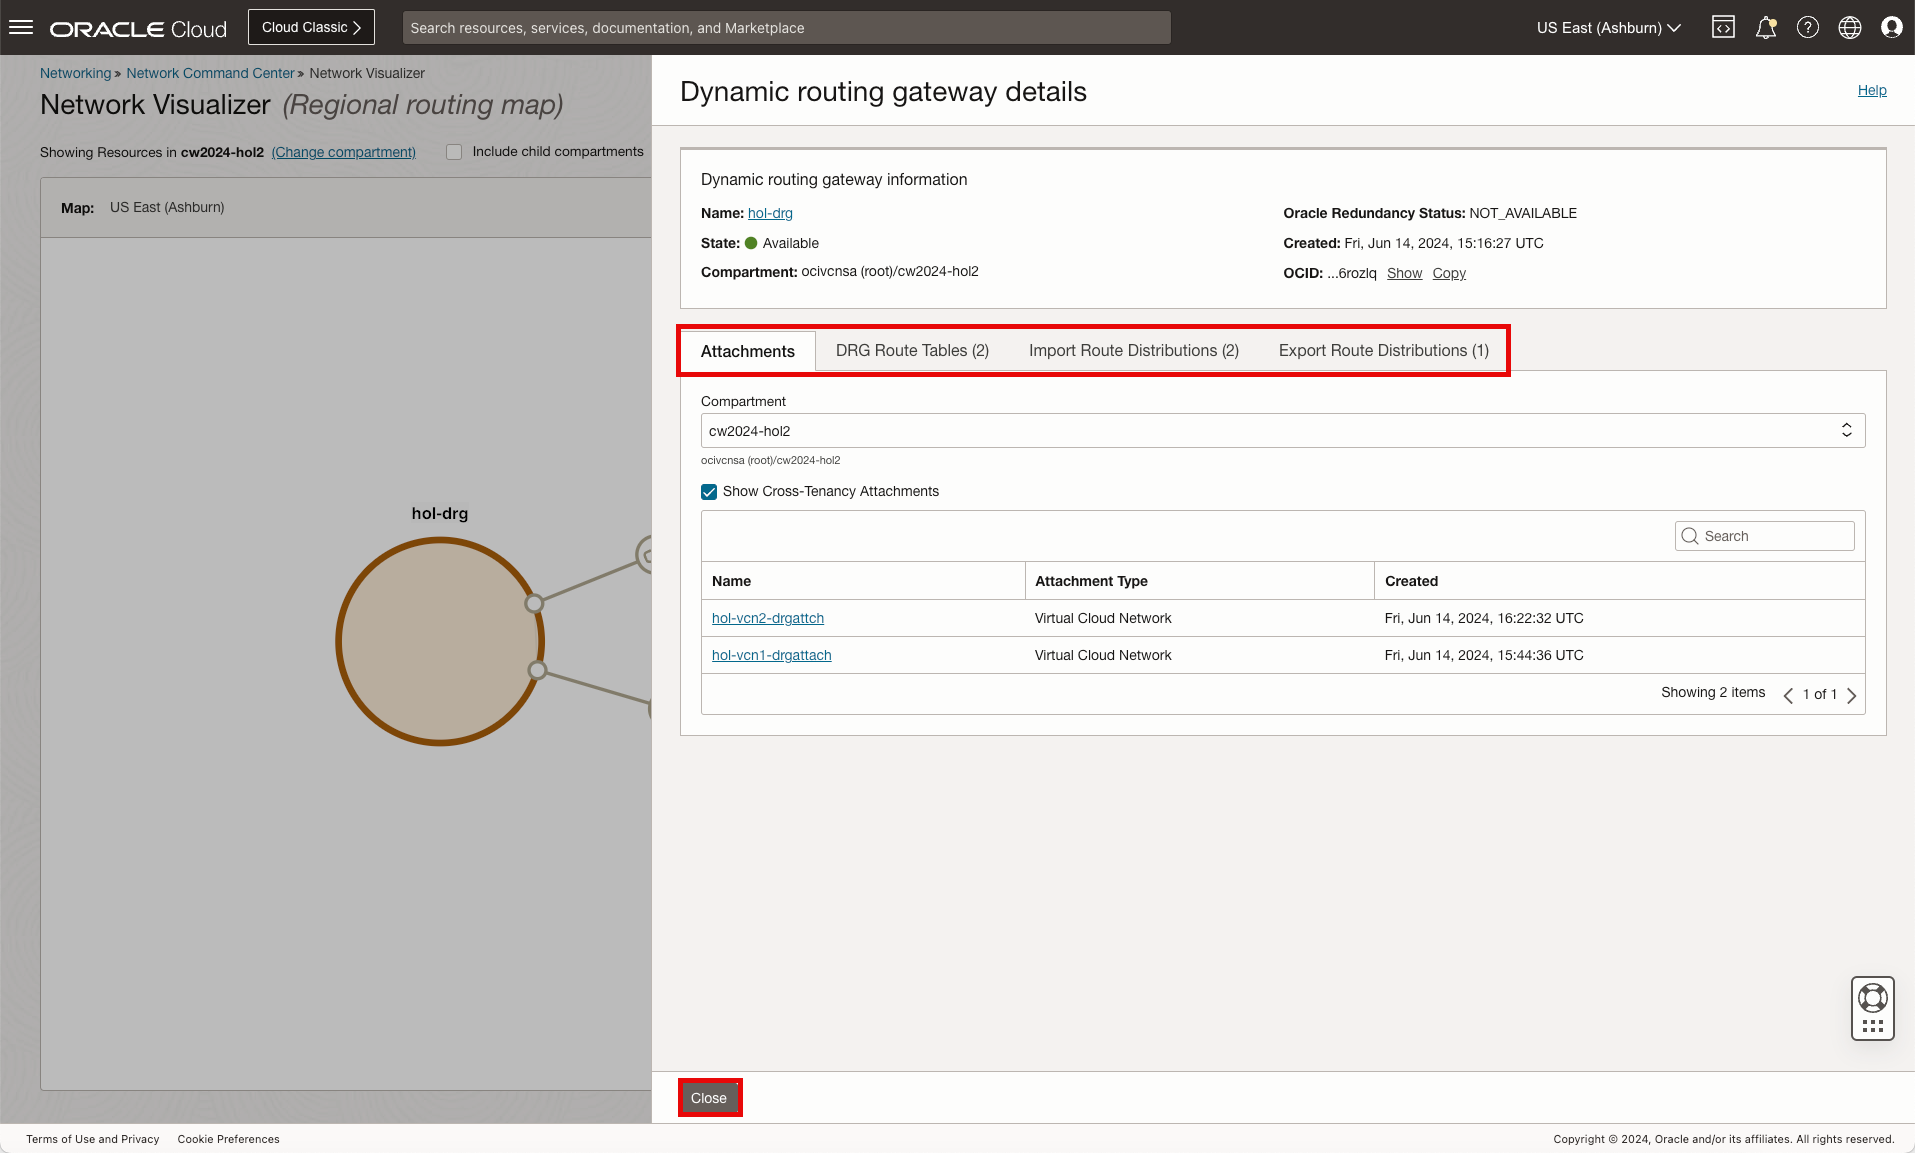 ORACLE Cloud
Cloud Classic
Search resources, services, documentation, and Marketplace
US East (Ashburn)
Networking » Network Command Center » Network Visualizer
Network Visualizer (Regional routing map)
Showing Resources in cw2024-hol2 (Change compartment)
Include child compartments
Map: US East (Ashburn)
hol-drg
Dynamic routing gateway details
Help
Dynamic routing gateway information
Name: hol-drg
State: Available
Compartment: ocivcnsa (root)/cw2024-hol2
Oracle Redundancy Status: NOT_AVAILABLE
Created: Fri, Jun 14, 2024, 15:16:27 UTC
OCID: ...6rozlq Show Copy
Attachments
DRG Route Tables (2)
Import Route Distributions (2)
Export Route Distributions (1)
Compartment
cw2024-hol2
ocivcnsa (root)/cw2024-hol2
Show Cross-Tenancy Attachments
Search
Name Attachment Type Created
hol-vcn2-drgattch Virtual Cloud Network Fri, Jun 14, 2024, 16:22:32 UTC
hol-vcn1-drgattach Virtual Cloud Network Fri, Jun 14, 2024, 15:44:36 UTC
Showing 2 items
1 of 1
Close
Terms of Use and Privacy
Cookie Preferences
Copyright © 2024, Oracle and/or its affiliates. All rights reserved.